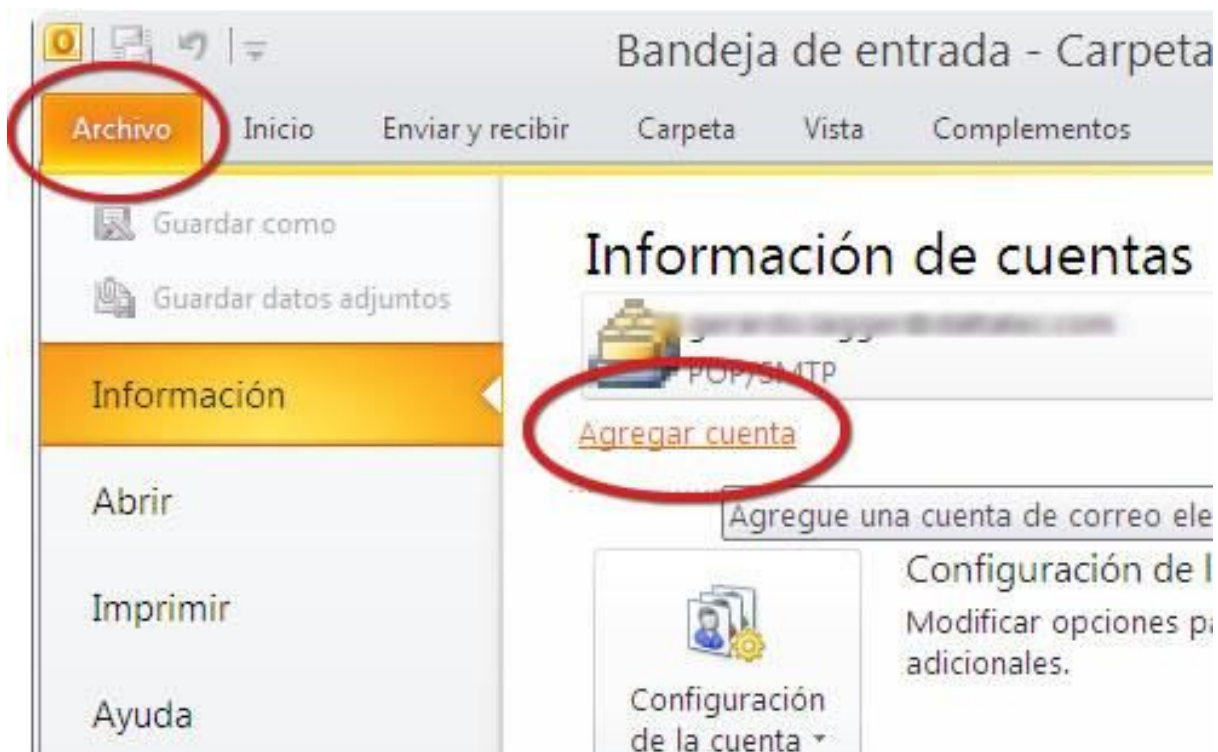 Bandeja de entrada - Carpeta
Archivo Inicio Enviar y recibir Carpeta Vista Complementos
Guardar como
Guardar datos adjuntos
Información
Abrir
Imprimir
Ayuda
Información de cuentas
POP/SMTP
Agregar cuenta
Agregue una cuenta de correo ele
Configuración
de la cuenta
Configuración de l
Modificar opciones pa
adicionales.